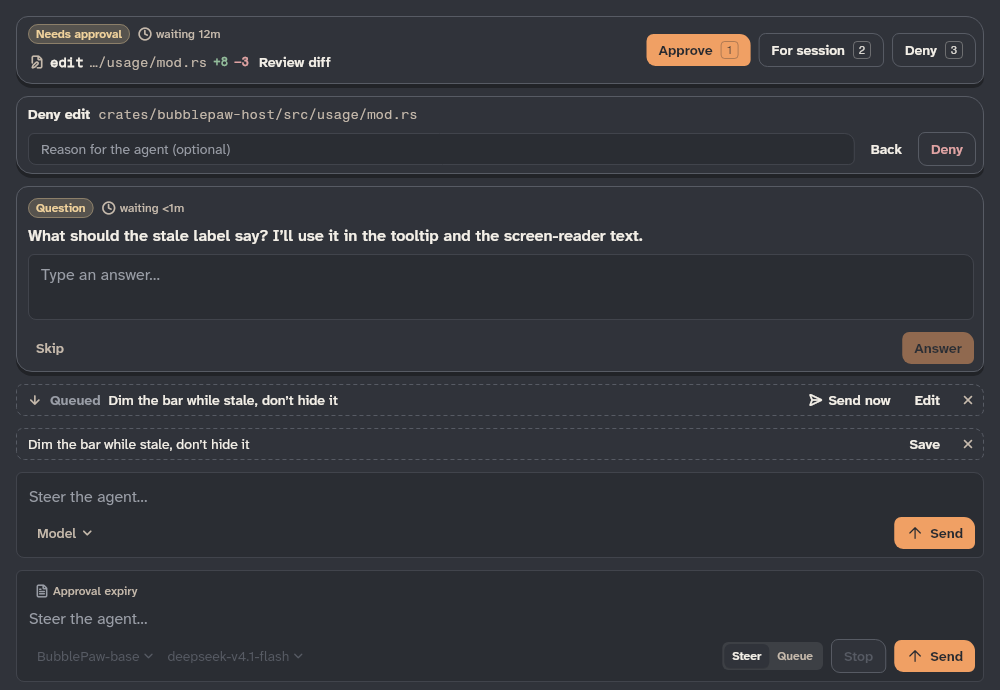 Needs approval waiting 12m
edit …/usage/mod.rs +8 −3 Review diff
Approve 1 For session 2 Deny 3
Deny edit crates/bubblepaw-host/src/usage/mod.rs
Reason for the agent (optional) Back Deny
Question waiting <1m
What should the stale label say? I’ll use it in the tooltip and the screen-reader text.
Type an answer…
Skip Answer
Queued Dim the bar while stale, don’t hide it Send now Edit ×
Dim the bar while stale, don’t hide it Save ×
Steer the agent…
Model Send
Approval expiry
Steer the agent…
BubblePaw-base deepseek-v4.1-flash Steer Queue Stop Send